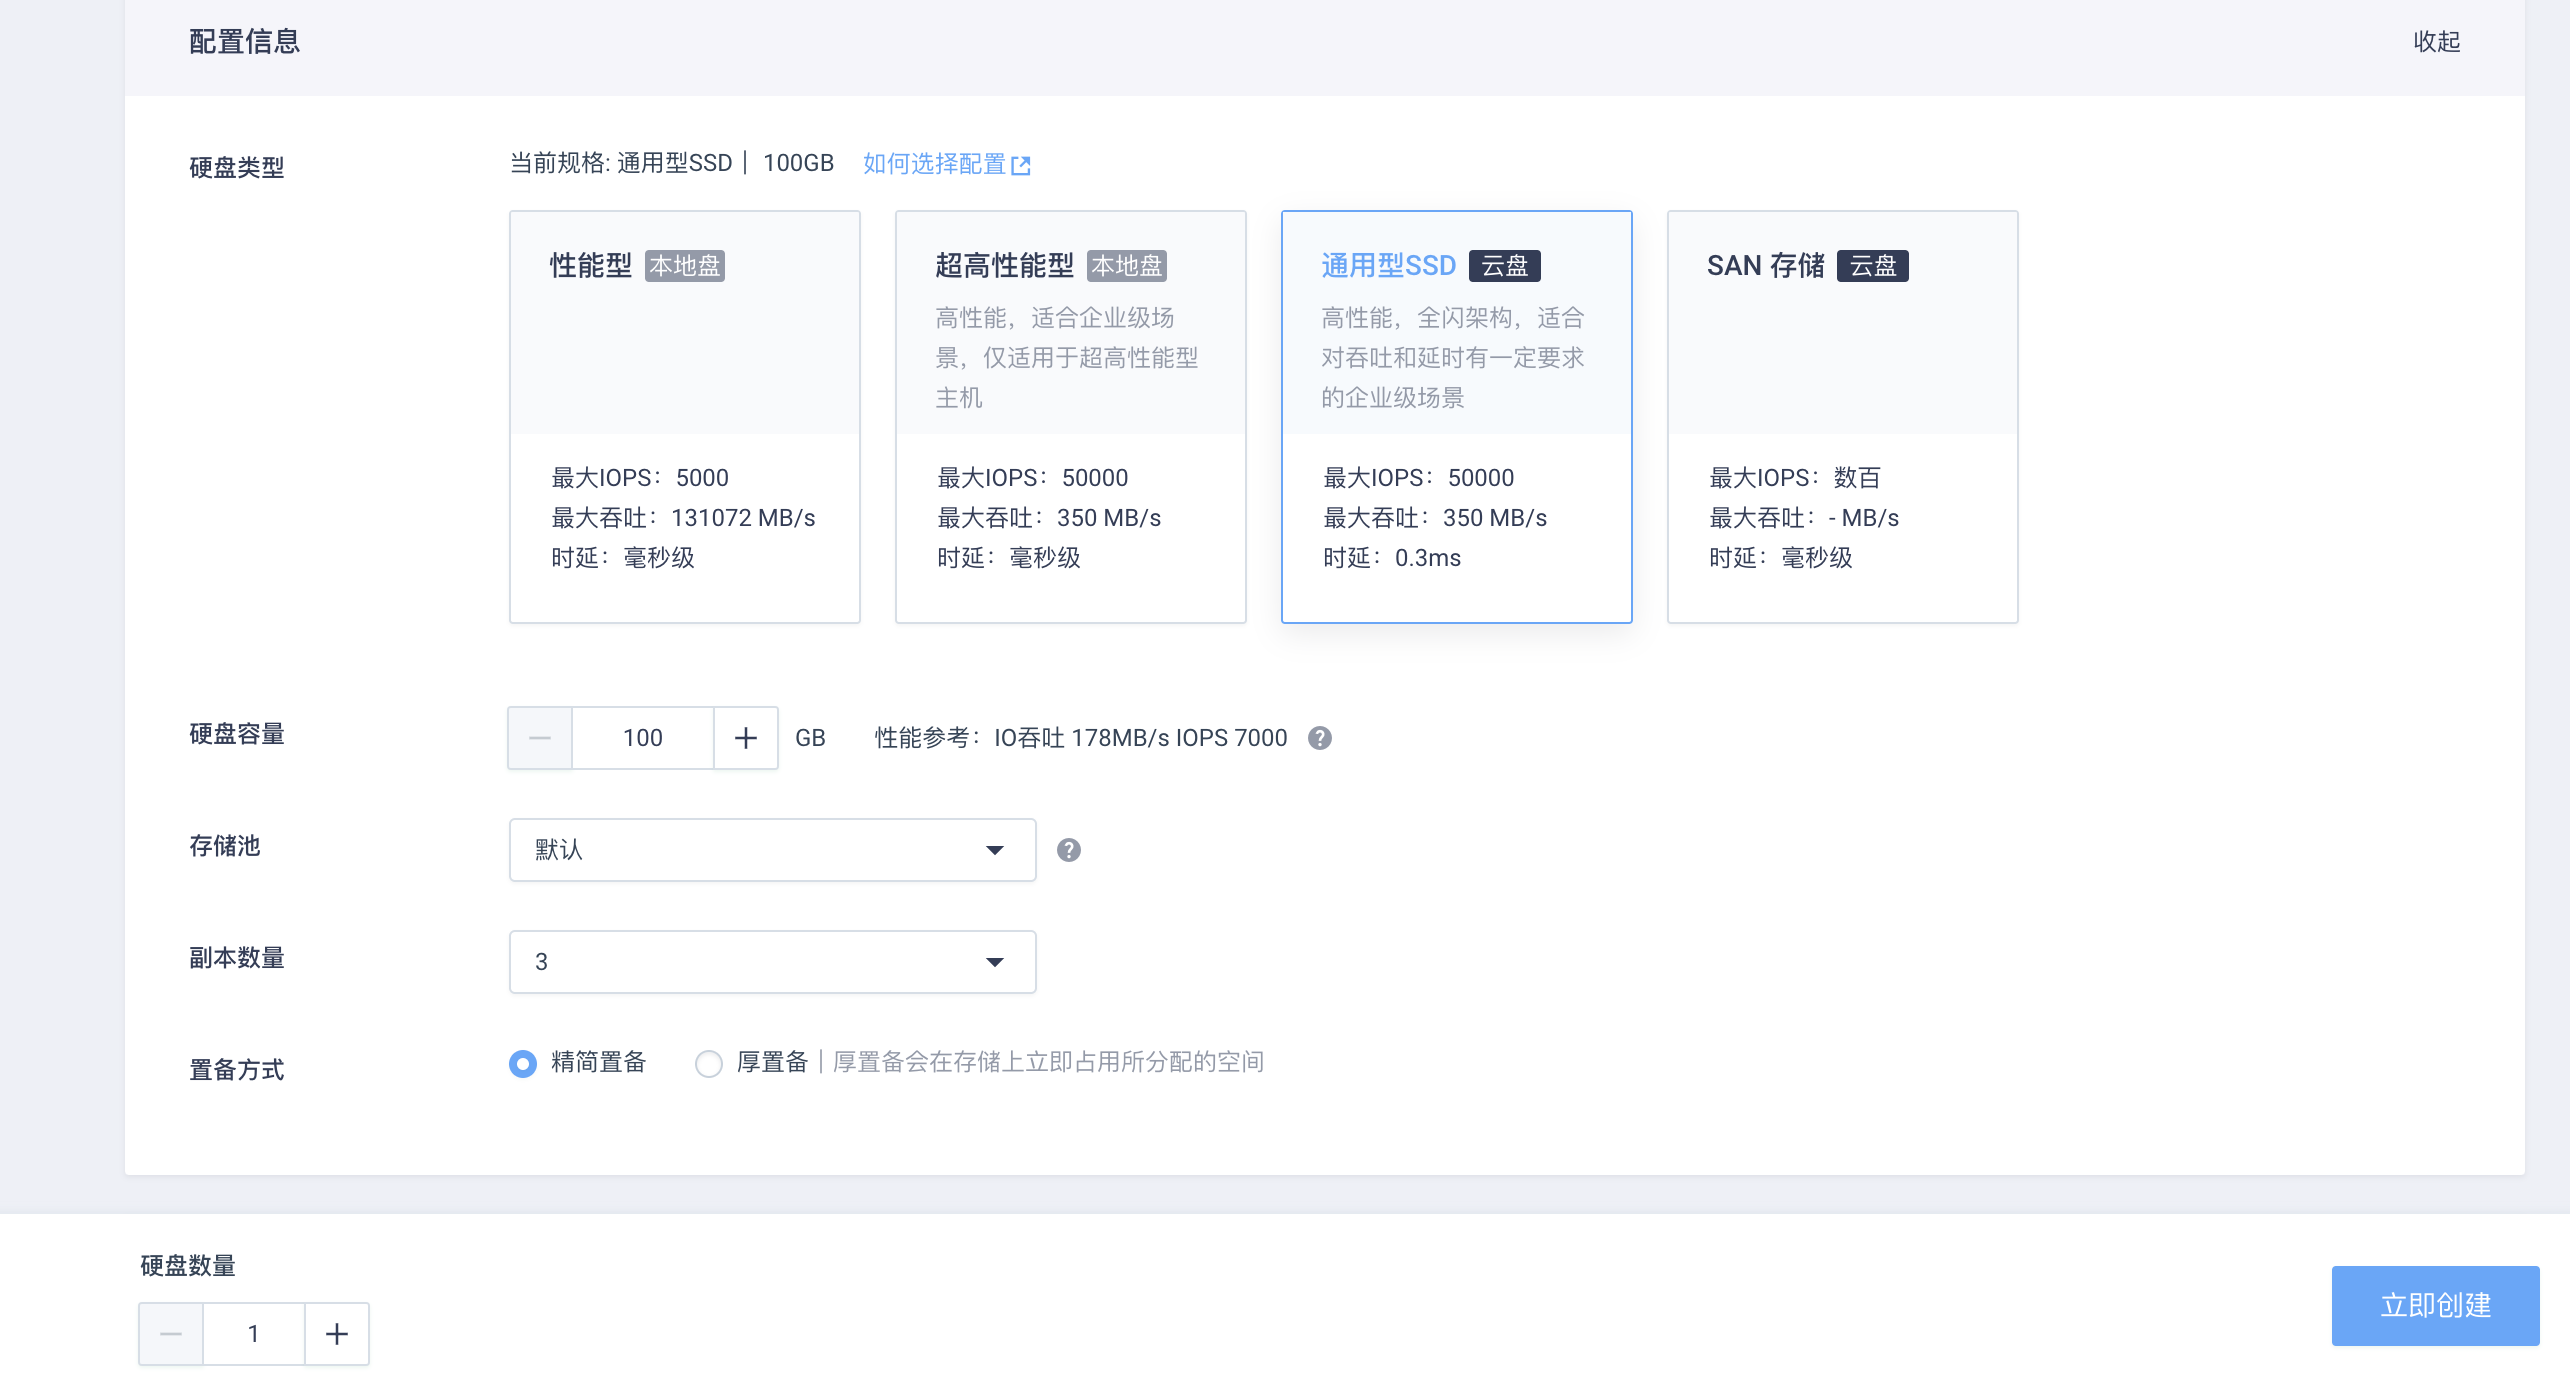 配置信息
收起
硬盘类型
当前规格: 通用型SSD | 100GB 如何选择配置
性能型 本地盘
最大IOPS：5000
最大吞吐：131072 MB/s
时延：毫秒级
超高性能型 本地盘
高性能，适合企业级场
景，仅适用于超高性能型
主机
最大IOPS：50000
最大吞吐：350 MB/s
时延：毫秒级
通用型SSD 云盘
高性能，全闪架构，适合
对吞吐和延时有一定要求
的企业级场景
最大IOPS：50000
最大吞吐：350 MB/s
时延：0.3ms
SAN 存储 云盘
最大IOPS：数百
最大吞吐：- MB/s
时延：毫秒级
硬盘容量
100 GB 性能参考：IO吞吐 178MB/s IOPS 7000
存储池
默认
副本数量
3
置备方式
精简置备 厚置备 | 厚置备会在存储上立即占用所分配的空间
硬盘数量
1
立即创建